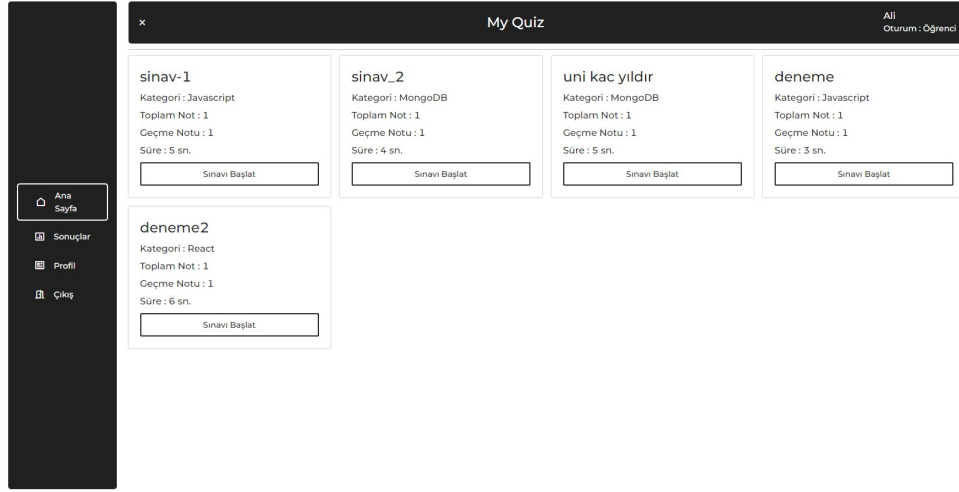 ×
My Quiz
Ali
Oturum : Öğrenci
Ana
Sayfa
Sonuçlar
Profil
Çıkış
sinav-1
Kategori : Javascript
Toplam Not : 1
Geçme Notu : 1
Süre : 5 sn.
Sınavı Başlat
sinav_2
Kategori : MongoDB
Toplam Not : 1
Geçme Notu : 1
Süre : 4 sn.
Sınavı Başlat
uni kac yıldır
Kategori : MongoDB
Toplam Not : 1
Geçme Notu : 1
Süre : 5 sn.
Sınavı Başlat
deneme
Kategori : Javascript
Toplam Not : 1
Geçme Notu : 1
Süre : 3 sn.
Sınavı Başlat
deneme2
Kategori : React
Toplam Not : 1
Geçme Notu : 1
Süre : 6 sn.
Sınavı Başlat